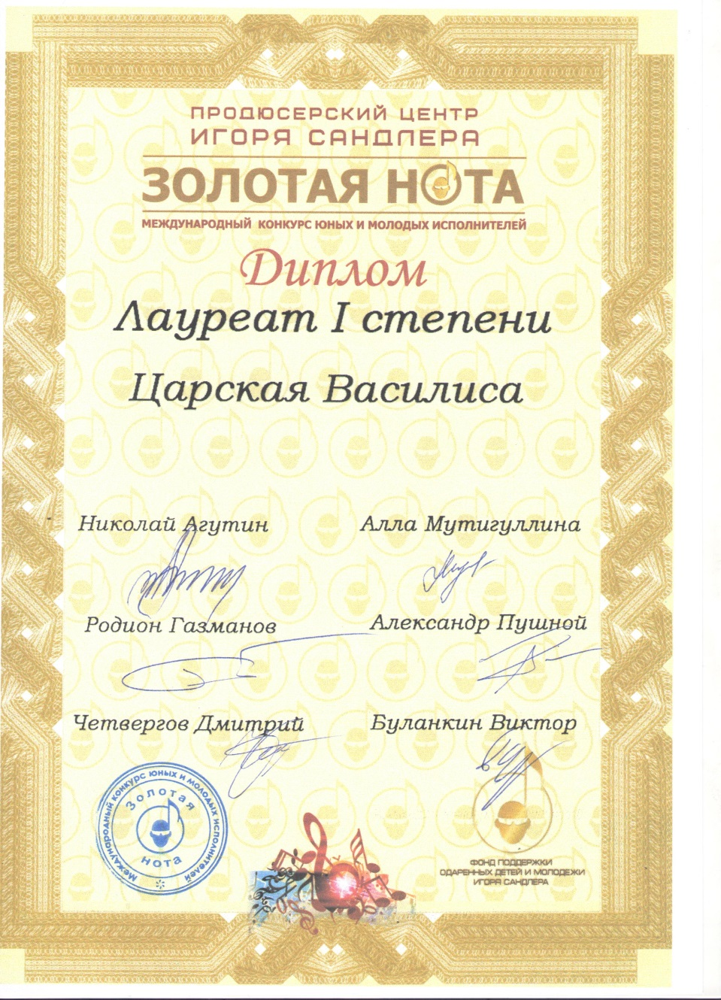 ПРОДЮСЕРСКИЙ ЦЕНТР
ИГОРЯ САНДЛЕРА
ЗОЛОТАЯ НОТА
МЕЖДУНАРОДНЫЙ КОНКУРС ЮНЫХ И МОЛОДЫХ ИСПОЛНИТЕЛЕЙ
Диплом
Лауреат I степени
Царская Василиса
Николай Агутин
Алла Мутигуллина
Родион Газманов
Александр Пушной
Четвергов Дмитрий
Буланкин Виктор
Международный конкурс юных и молодых исполнителей
Золотая
нота
ФОНД ПОДДЕРЖКИ
ОДАРЕННЫХ ДЕТЕЙ И МОЛОДЕЖИ
ИГОРЯ САНДЛЕРА